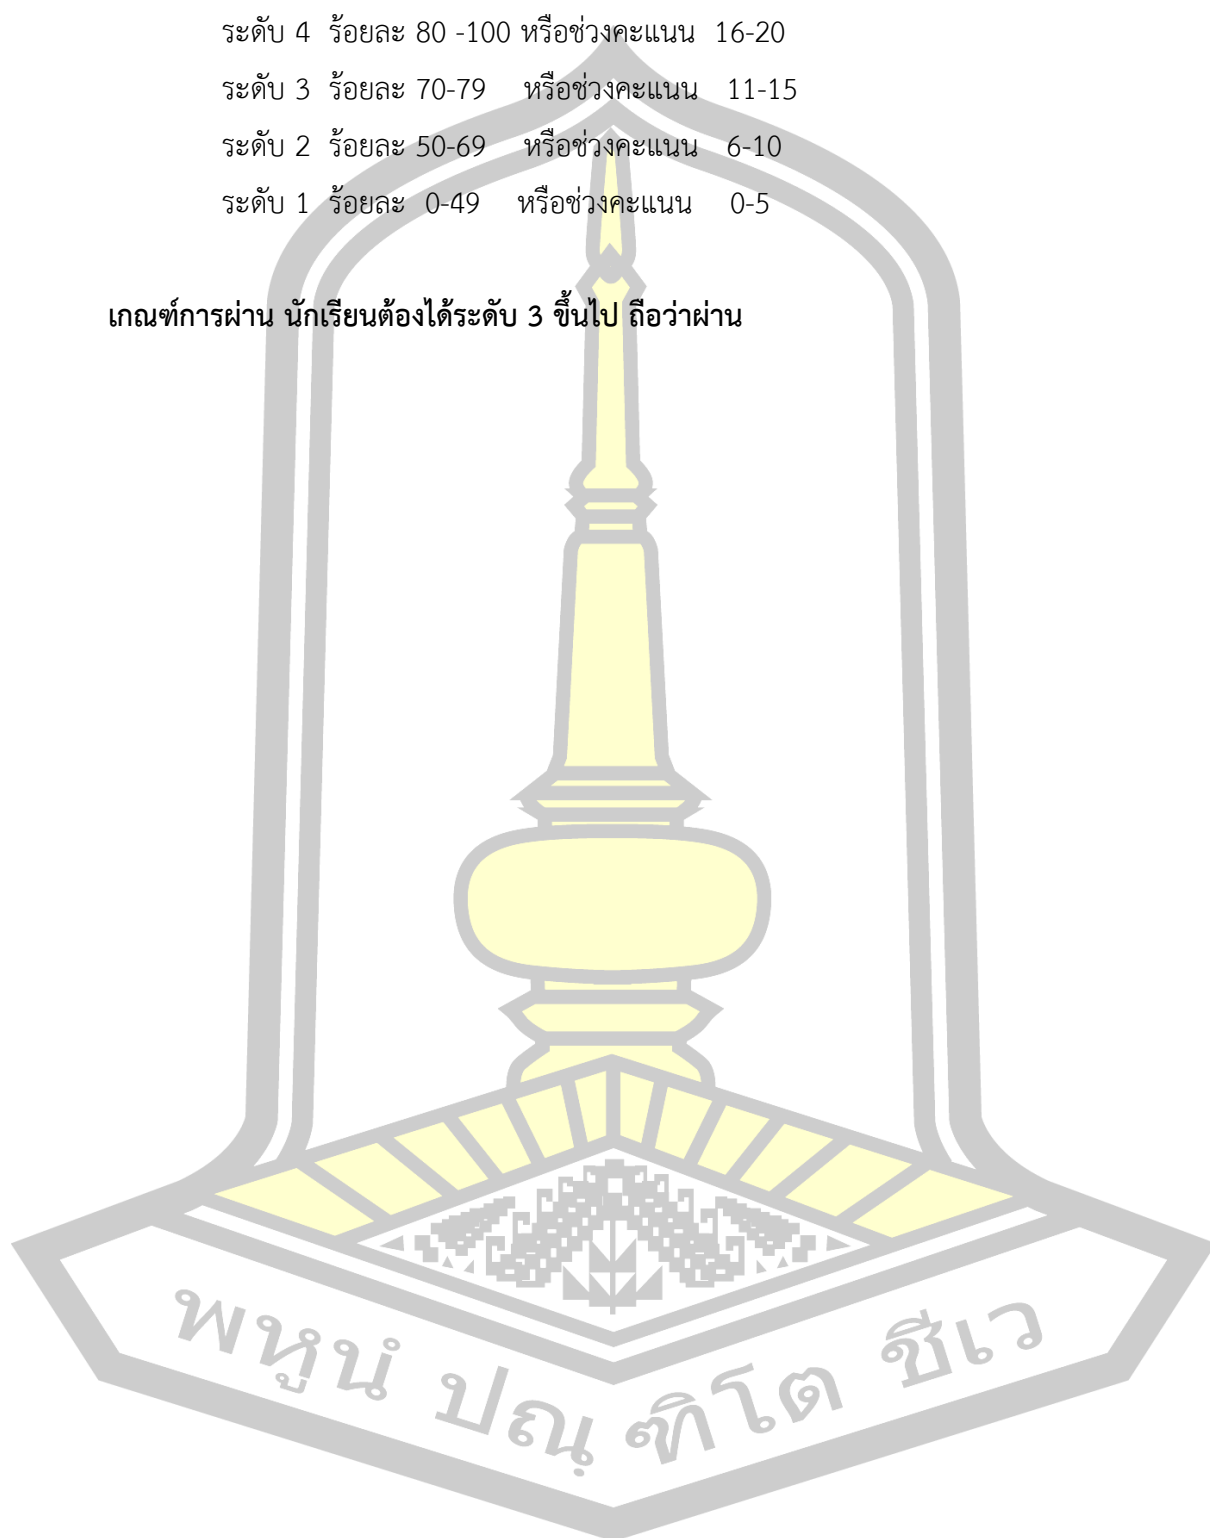 ระดับ 4 ร้อยละ 80 -100 หรือช่วงคะแนน 16-20
ระดับ 3 ร้อยละ 70-79 หรือช่วงคะแนน 11-15
ระดับ 2 ร้อยละ 50-69 หรือช่วงคะแนน 6-10
ระดับ 1 ร้อยละ 0-49 หรือช่วงคะแนน 0-5
เกณฑ์การผ่าน นักเรียนต้องได้ระดับ 3 ขึ้นไป ถือว่าผ่าน
พหูนํ ปณฺ ฑิโต ชีเว